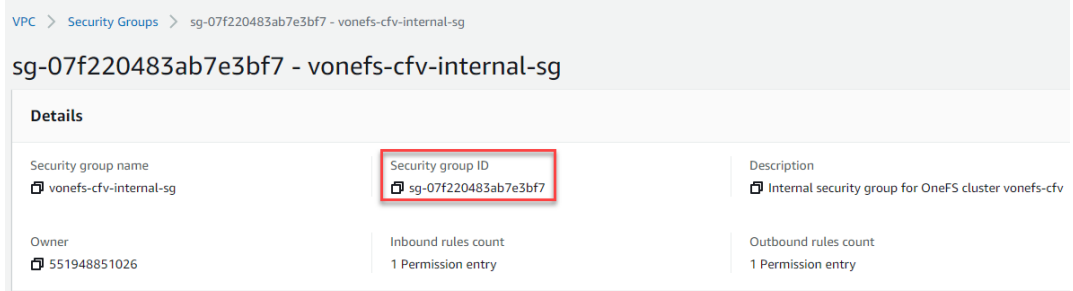 VPC > Security Groups > sg-07f220483ab7e3bf7 - vonefs-cfv-internal-sg
sg-07f220483ab7e3bf7 - vonefs-cfv-internal-sg
Details
Security group name
vonefs-cfv-internal-sg
Security group ID
sg-07f220483ab7e3bf7
Description
Internal security group for OneFS cluster vonefs-cfv
Owner
551948851026
Inbound rules count
1 Permission entry
Outbound rules count
1 Permission entry